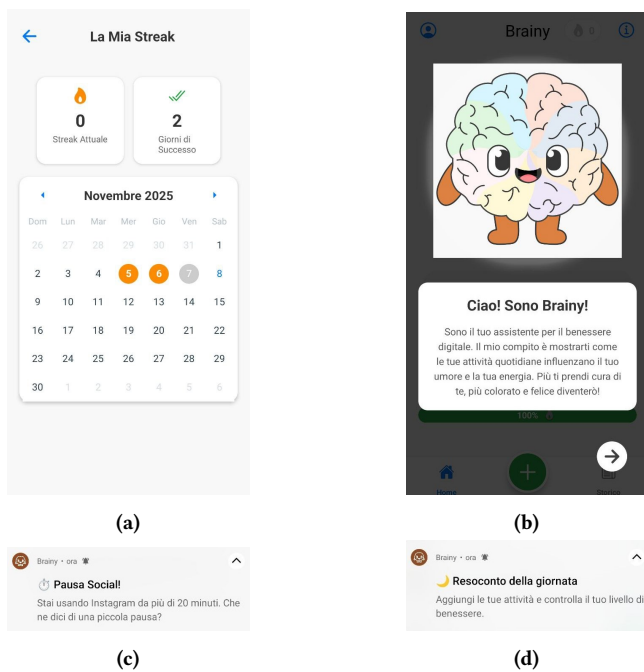 La Mia Streak
0
Streak Attuale
2
Giorni di
Successo
Novembre 2025
Dom Lun Mar Mer Gio Ven Sab
26 27 28 29 30 31 1
2 3 4 5 6 7 8
9 10 11 12 13 14 15
16 17 18 19 20 21 22
23 24 25 26 27 28 29
30 1 2 3 4 5 6
(a)
Brainy 0
Ciao! Sono Brainy!
Sono il tuo assistente per il benessere
digitale. Il mio compito è mostrarti come
le tue attività quotidiane influenzano il tuo
umore e la tua energia. Più ti prendi cura di
te, più colorato e felice diventerò!
100%
Home Storico
(b)
Brainy • ora
Pausa Social!
Stai usando Instagram da più di 20 minuti. Che
ne dici di una piccola pausa?
(c)
Brainy • ora
Resoconto della giornata
Aggiungi le tue attività e controlla il tuo livello di
benessere.
(d)